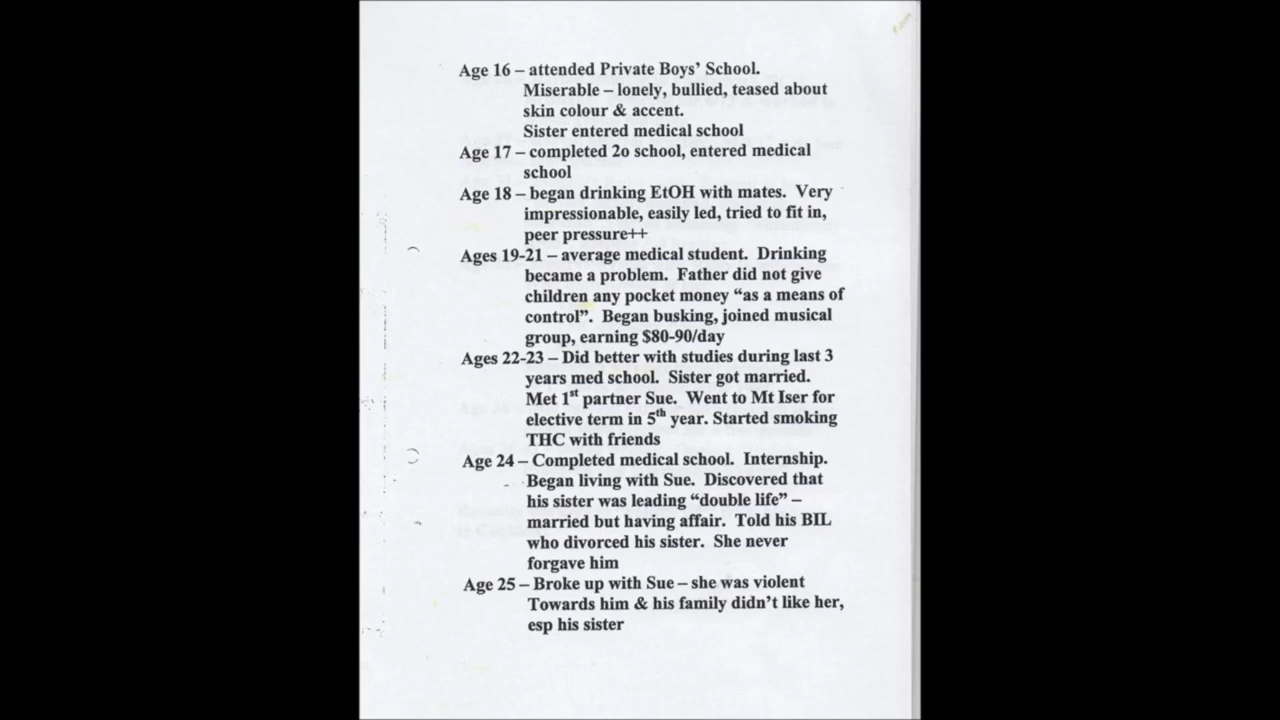 Age 16 – attended Private Boys' School.
Miserable – lonely, bullied, teased about
skin colour & accent.
Sister entered medical school
Age 17 – completed 2o school, entered medical
school
Age 18 – began drinking EtOH with mates. Very
impressionable, easily led, tried to fit in,
peer pressure++
Ages 19-21 – average medical student. Drinking
became a problem. Father did not give
children any pocket money “as a means of
control”. Began busking, joined musical
group, earning $80-90/day
Ages 22-23 – Did better with studies during last 3
years med school. Sister got married.
Met 1st partner Sue. Went to Mt Iser for
elective term in 5th year. Started smoking
THC with friends
Age 24 – Completed medical school. Internship.
Began living with Sue. Discovered that
his sister was leading “double life” –
married but having affair. Told his BIL
who divorced his sister. She never
forgave him
Age 25 – Broke up with Sue – she was violent
Towards him & his family didn't like her,
esp his sister